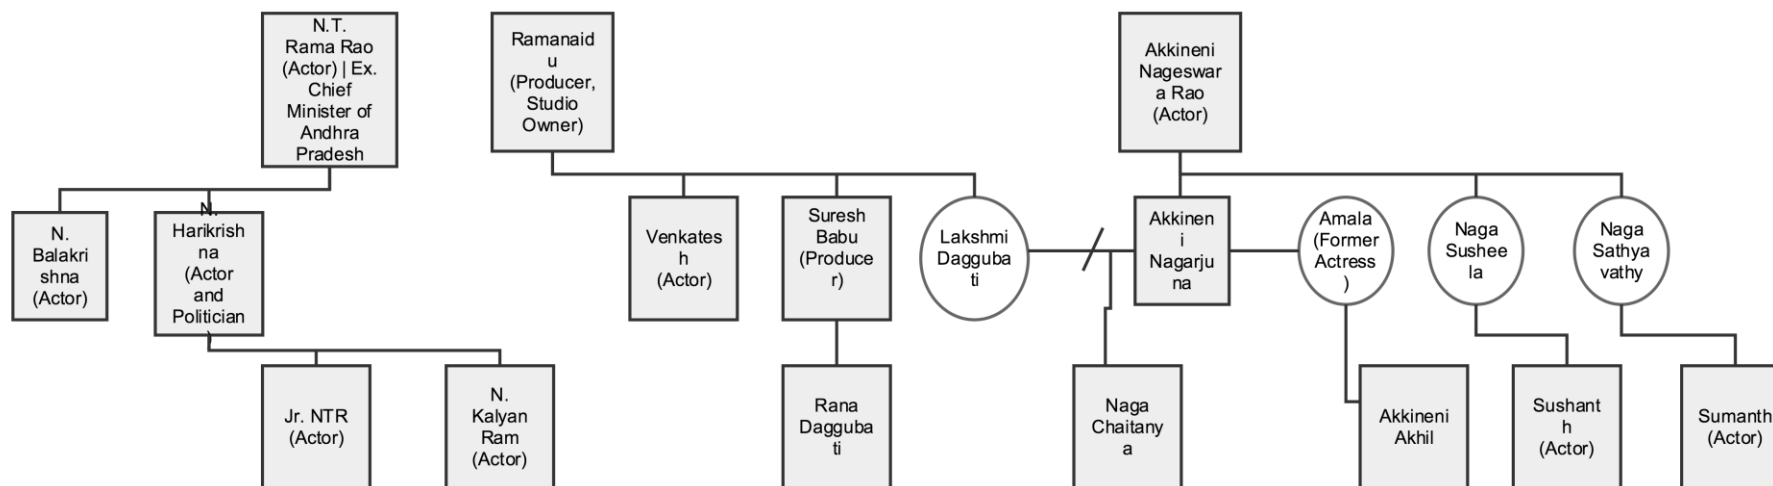 N.T.
Rama Rao
(Actor) | Ex.
Chief
Minister of
Andhra
Pradesh
Ramanaid
u
(Producer,
Studio
Owner)
Akkineni
Nageswar
a Rao
(Actor)
N.
Balakri
shna
(Actor)
N.
Harikrish
na
(Actor
and
Politician
)
Venkates
h
(Actor)
Suresh
Babu
(Produce
r)
Lakshmi
Dagguba
ti
Akkinen
i
Nagarju
na
Amala
(Former
Actress
)
Naga
Sushee
la
Naga
Sathya
vathy
Jr. NTR
(Actor)
N.
Kalyan
Ram
(Actor)
Rana
Dagguba
ti
Naga
Chaitany
a
Akkineni
Akhil
Sushant
h
(Actor)
Sumanth
(Actor)